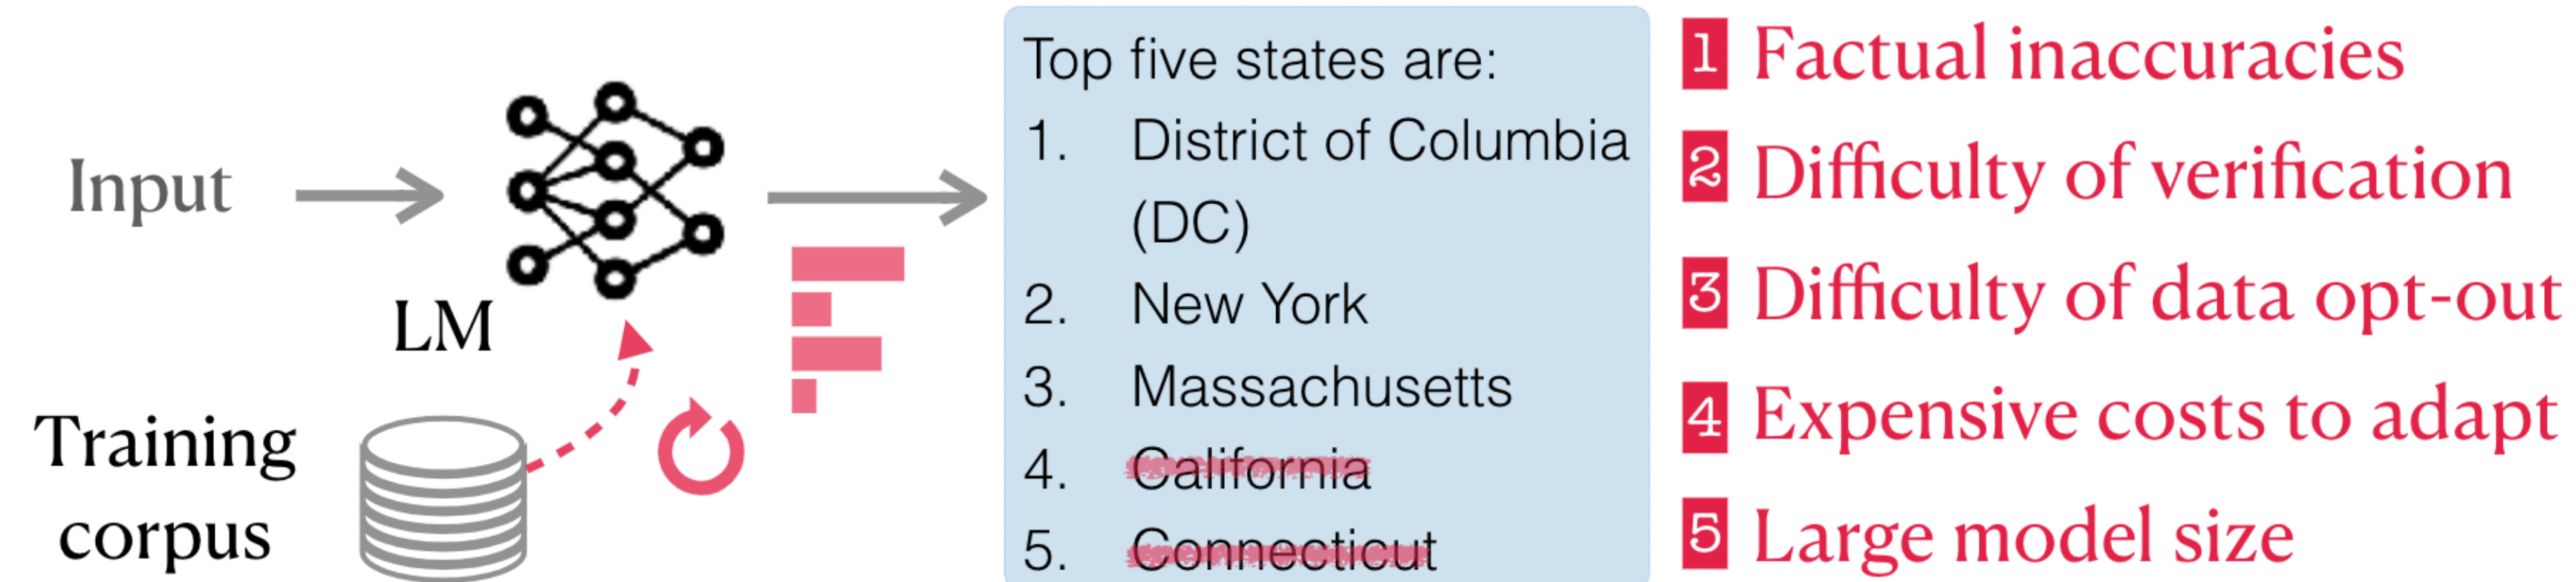 Input
LM
Training
corpus
Top five states are:
1. District of Columbia
(DC)
2. New York
3. Massachusetts
4. California
5. Connecticut
1 Factual inaccuracies
2 Difficulty of verification
3 Difficulty of data opt-out
4 Expensive costs to adapt
5 Large model size